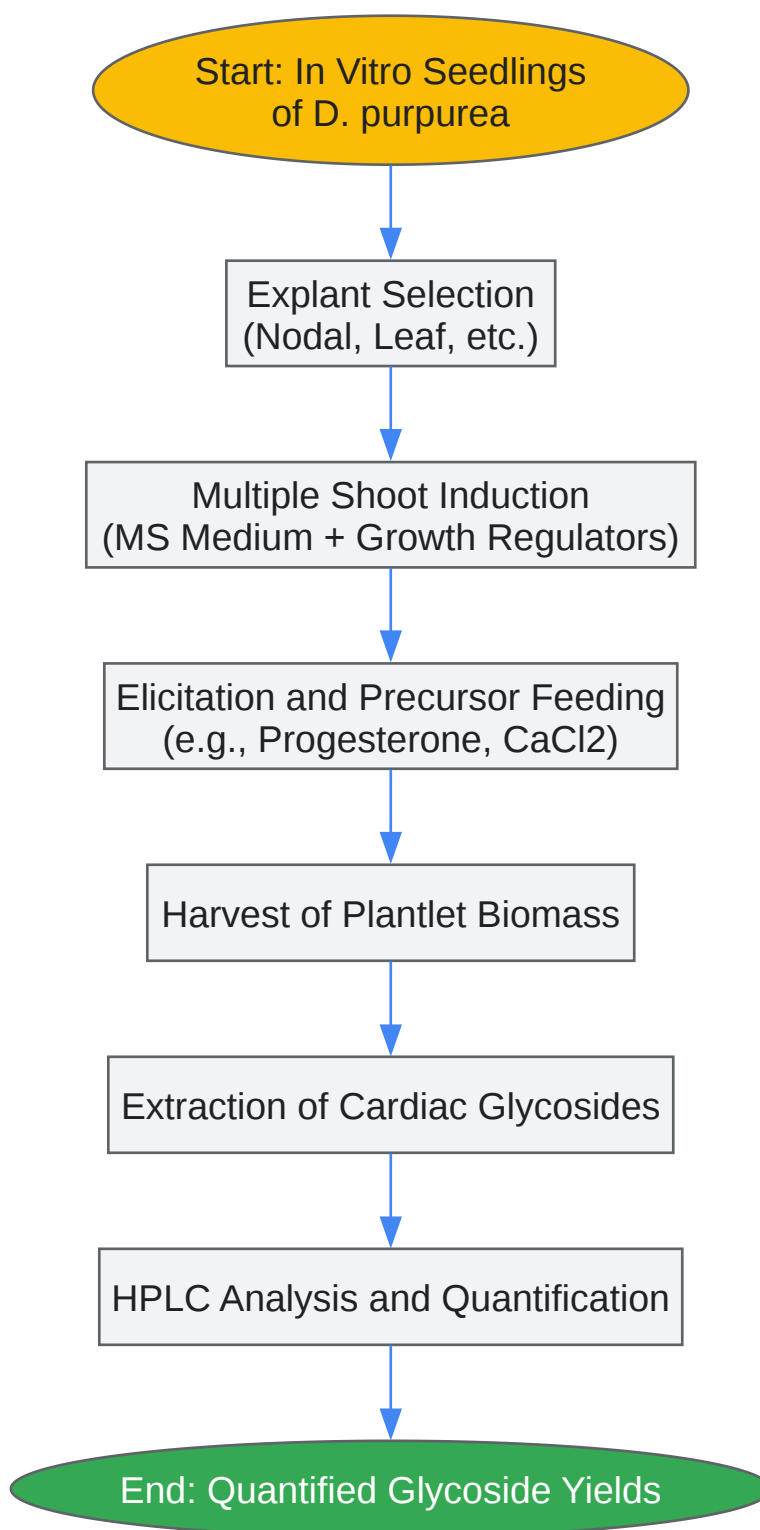 Start: In Vitro Seedlings
of D. purpurea
Explant Selection
(Nodal, Leaf, etc.)
Multiple Shoot Induction
(MS Medium + Growth Regulators)
Elicitation and Precursor Feeding
(e.g., Progesterone, CaCl2)
Harvest of Plantlet Biomass
Extraction of Cardiac Glycosides
HPLC Analysis and Quantification
End: Quantified Glycoside Yields